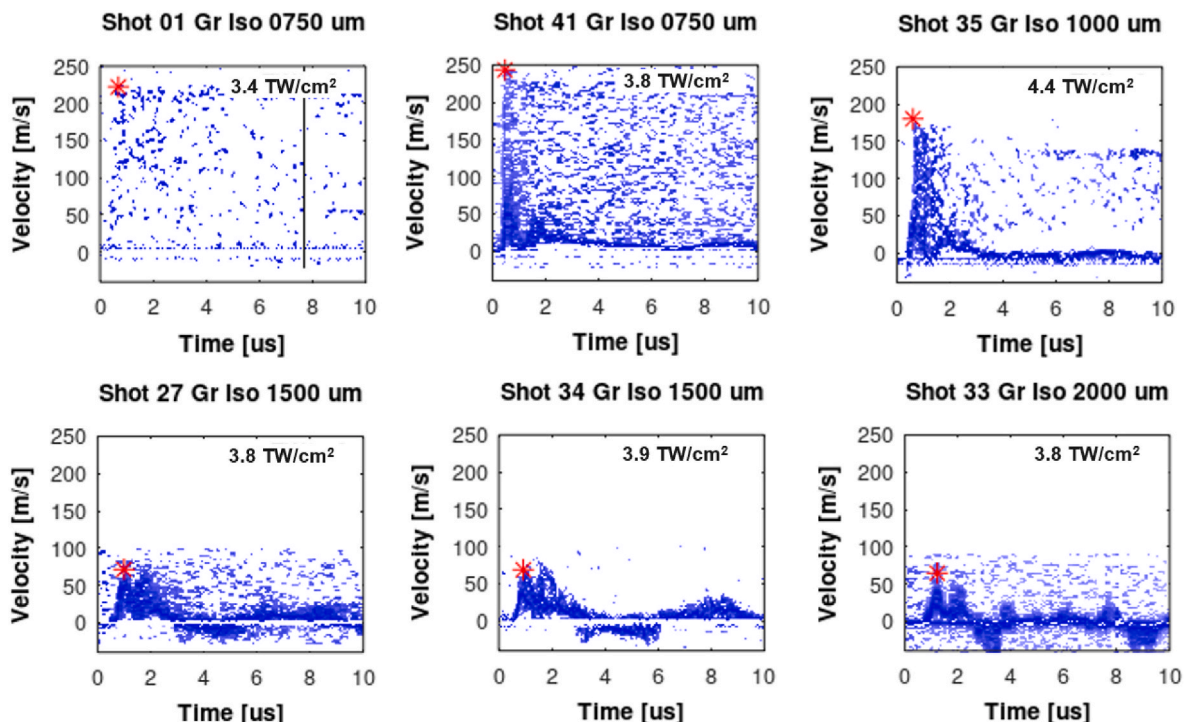 Shot 01 Gr Iso 0750 um
Shot 41 Gr Iso 0750 um
Shot 35 Gr Iso 1000 um
250
200
150
100
50
0
Velocity [m/s]
3.4 TW/cm²
0 2 4 6 8 10
Time [us]
250
200
150
100
50
0
Velocity [m/s]
3.8 TW/cm²
0 2 4 6 8 10
Time [us]
250
200
150
100
50
0
Velocity [m/s]
4.4 TW/cm²
0 2 4 6 8 10
Time [us]
Shot 27 Gr Iso 1500 um
Shot 34 Gr Iso 1500 um
Shot 33 Gr Iso 2000 um
250
200
150
100
50
0
Velocity [m/s]
3.8 TW/cm²
0 2 4 6 8 10
Time [us]
250
200
150
100
50
0
Velocity [m/s]
3.9 TW/cm²
0 2 4 6 8 10
Time [us]
250
200
150
100
50
0
Velocity [m/s]
3.8 TW/cm²
0 2 4 6 8 10
Time [us]